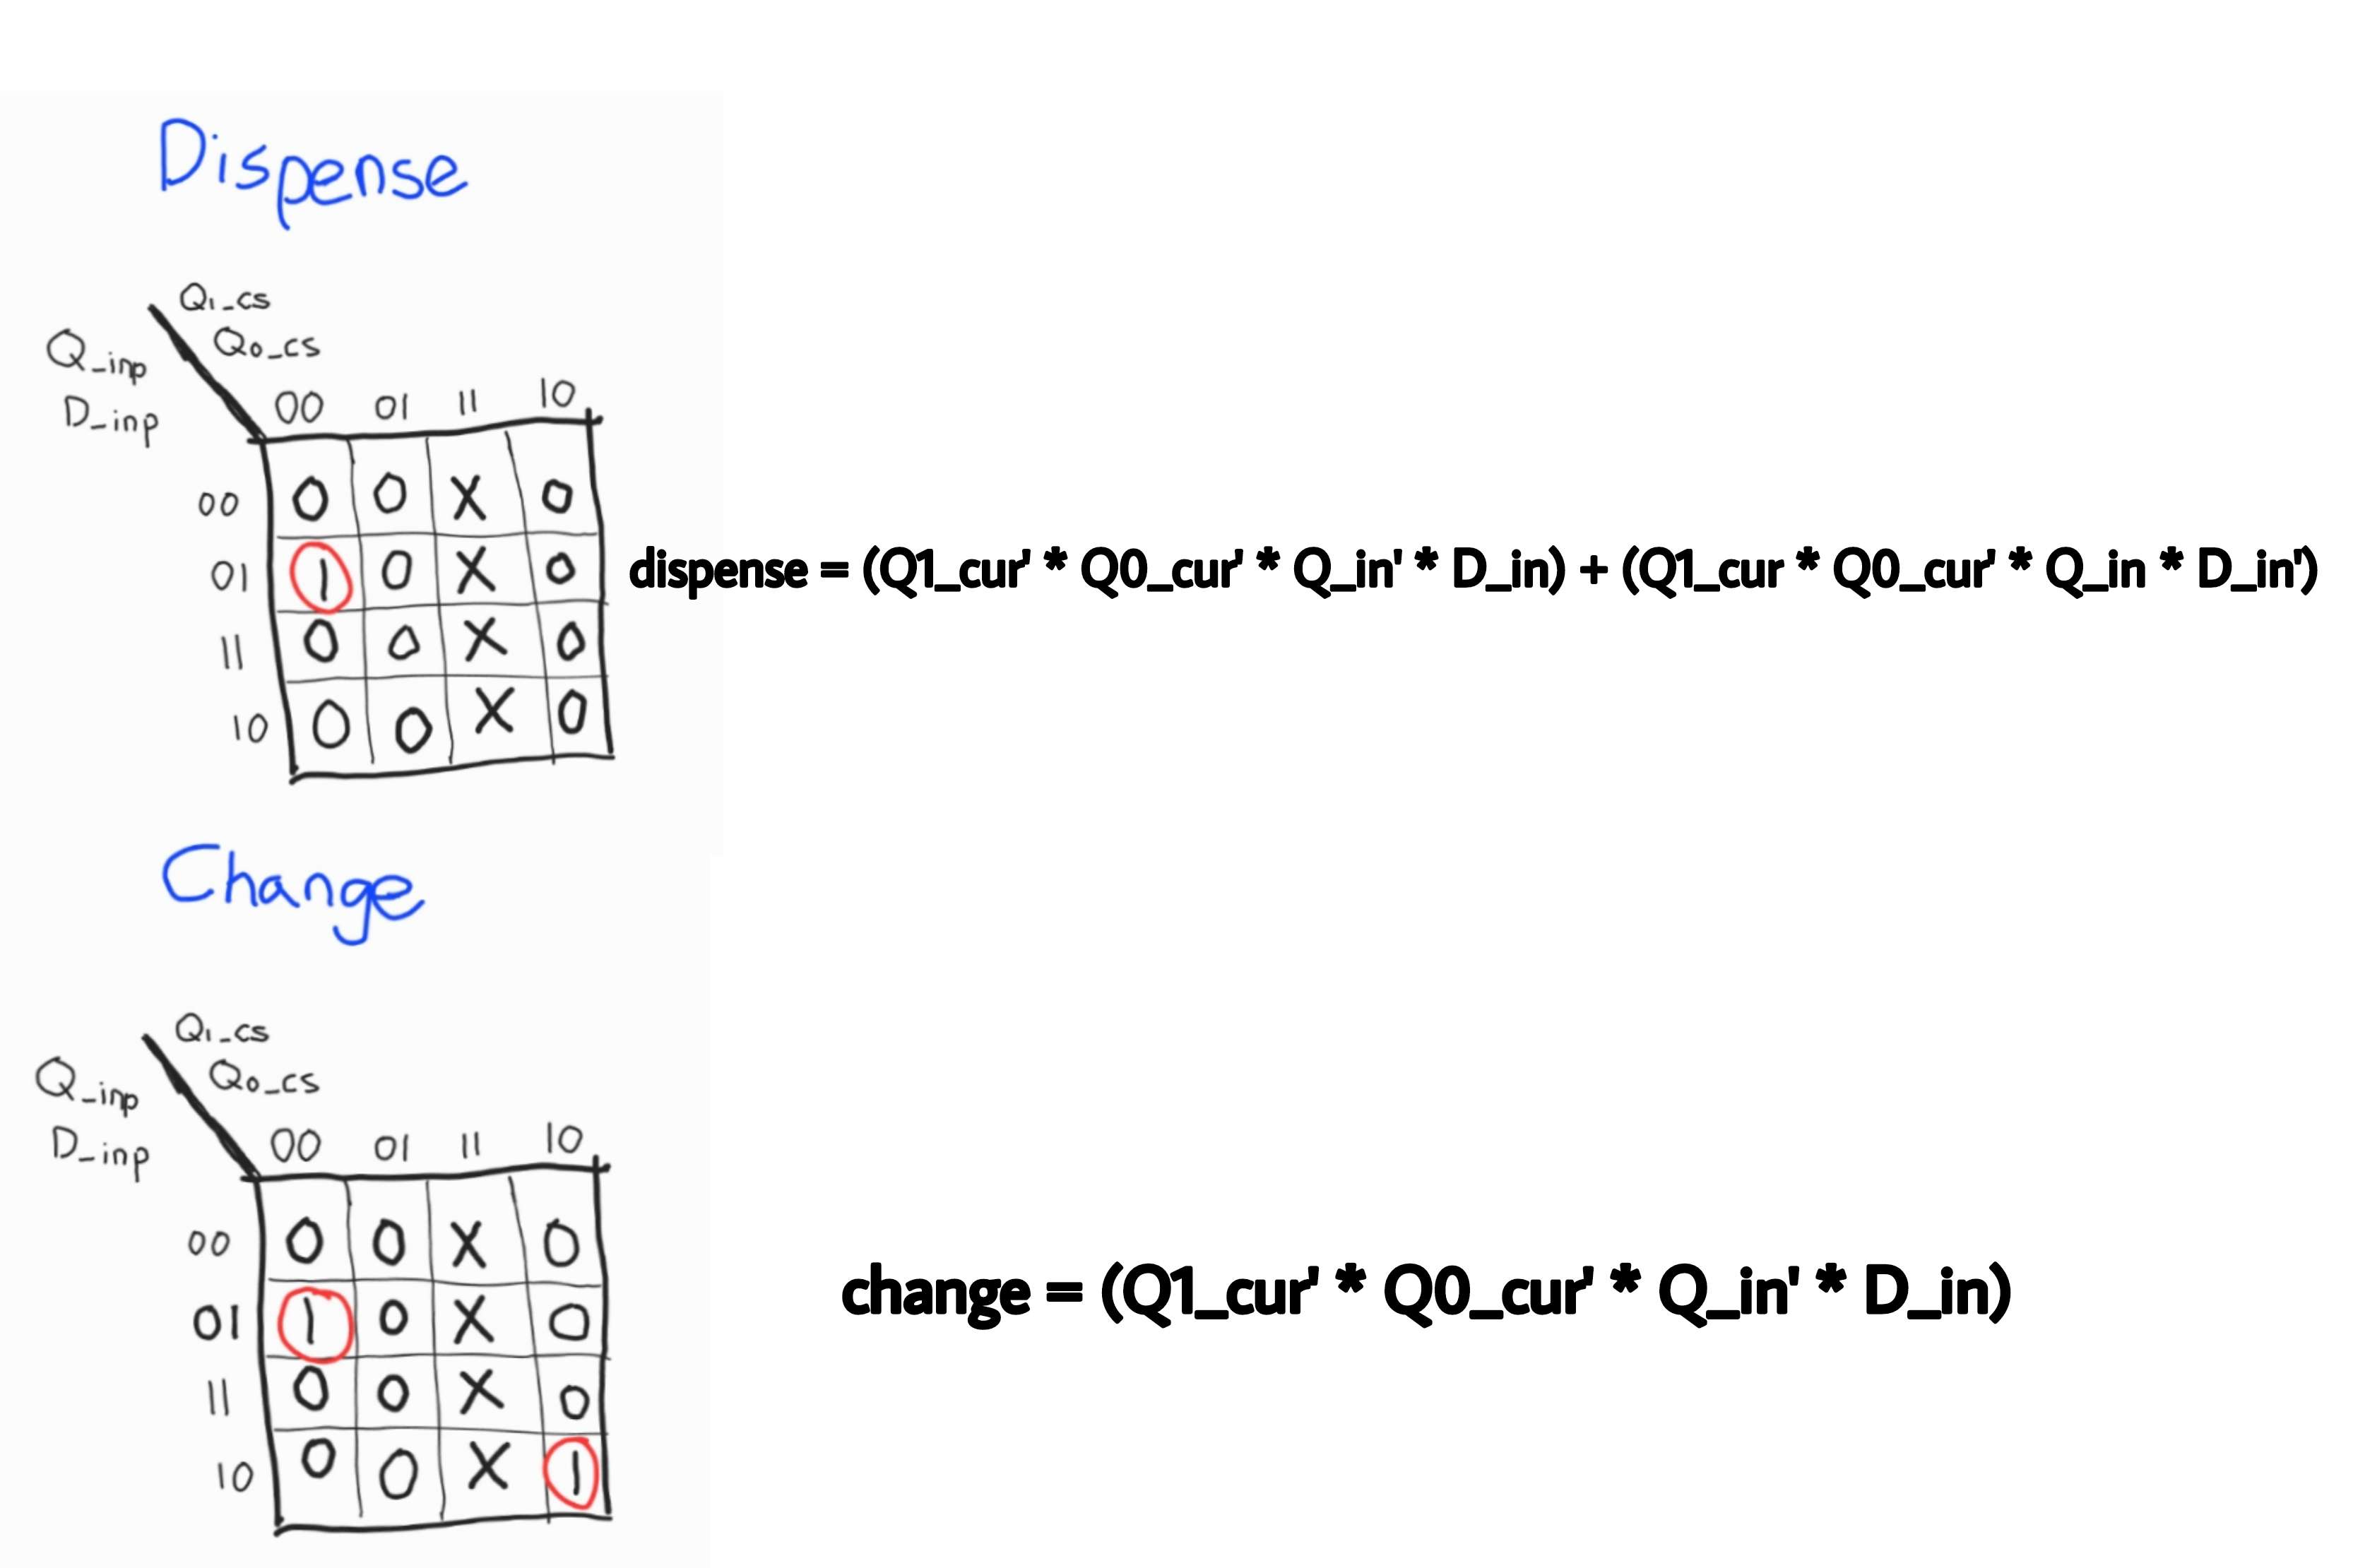 Dispense
Q1_cs
Q_inp Q0_cs
D_inp
00 01 11 10
00 0 0 X 0
01 1 0 X 0
dispense = (Q1_cur' * Q0_cur' * Q_in' * D_in) + (Q1_cur * Q0_cur' * Q_in * D_in')
11 0 0 X 0
10 0 0 X 0
Change
Q1_cs
Q_inp Q0_cs
D_inp
00 01 11 10
00 0 0 X 0
01 1 0 X 0
change = (Q1_cur' * Q0_cur' * Q_in' * D_in)
11 0 0 X 0
10 0 0 X 1